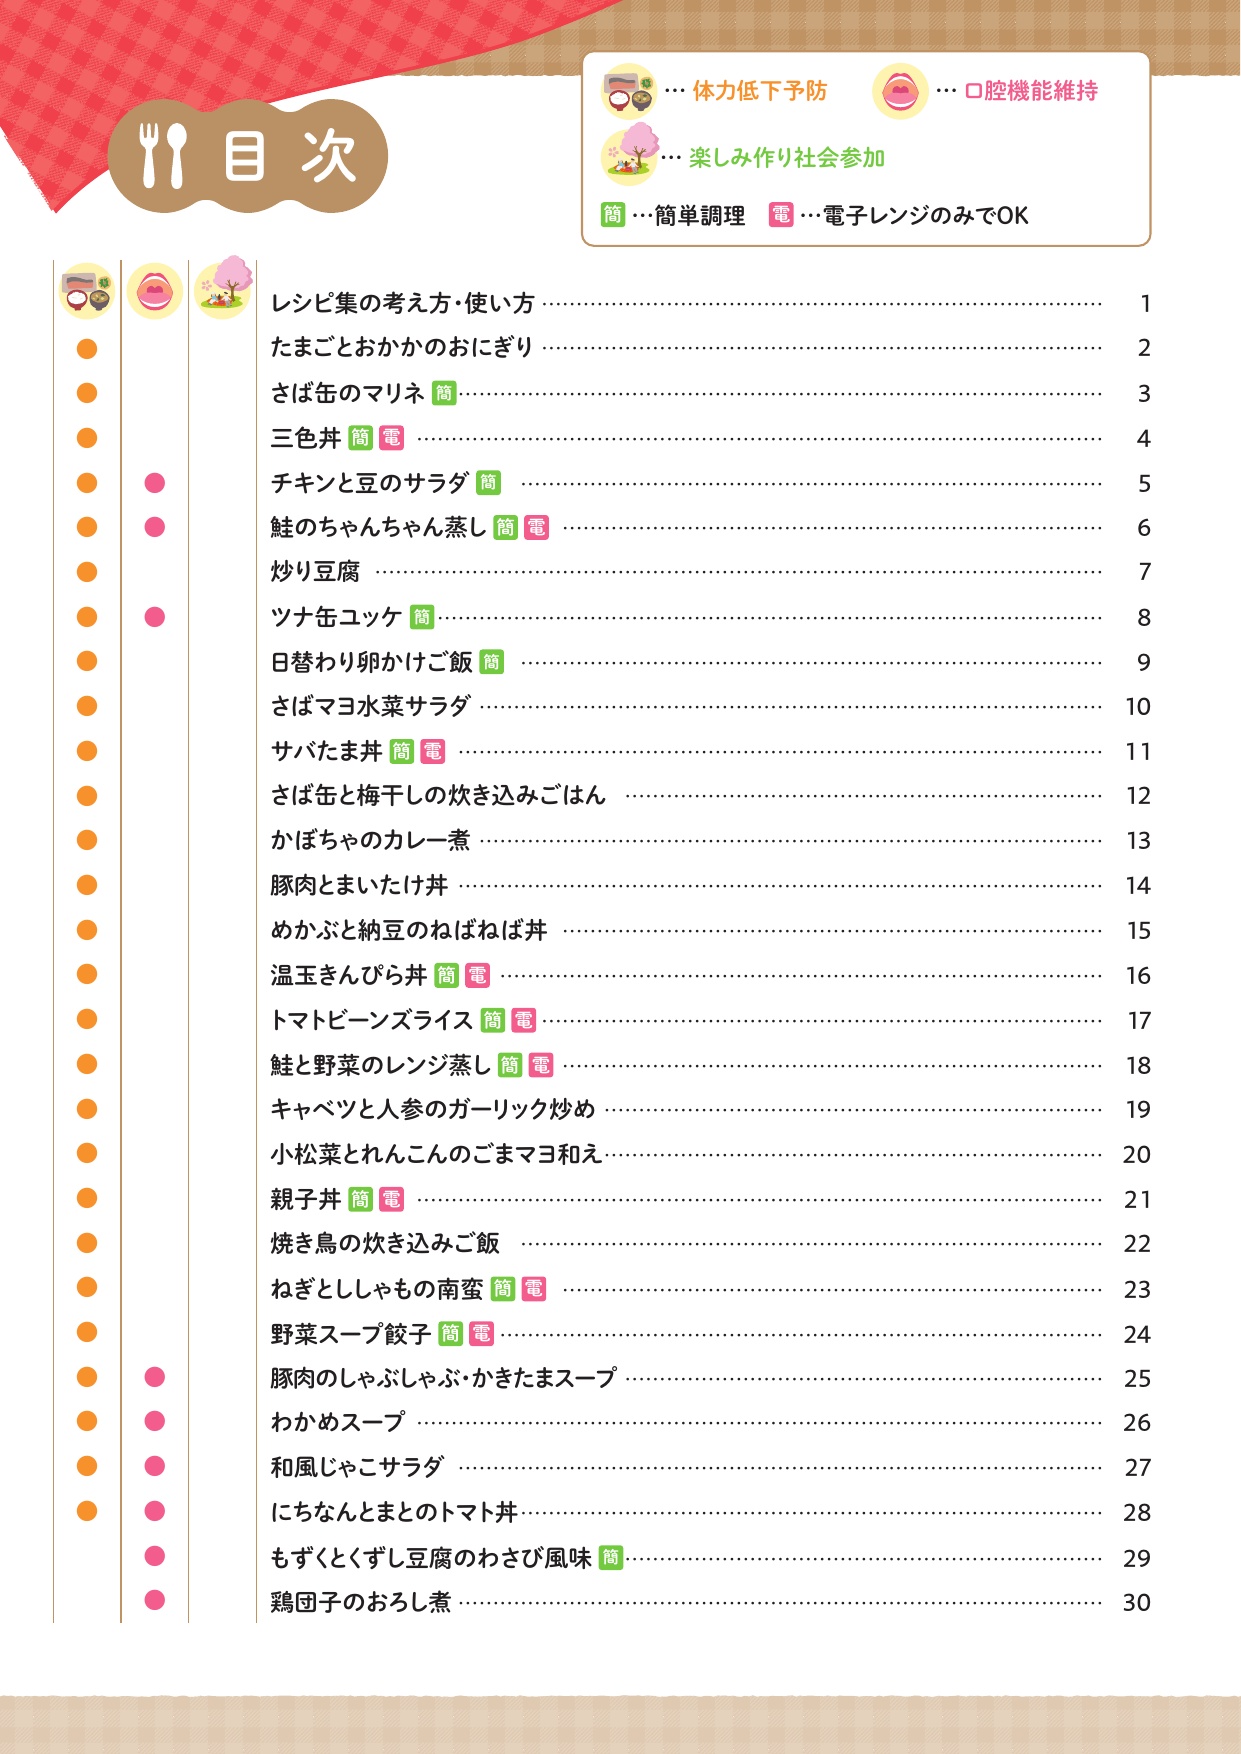 目次
… 体力低下予防 … 口腔機能維持
… 楽しみ作り社会参加
簡 …簡単調理 電 …電子レンジのみでOK
レシピ集の考え方・使い方 1
たまごとおかかのおにぎり 2
さば缶のマリネ 簡 3
三色丼 簡 電 4
チキンと豆のサラダ 簡 5
鮭のちゃんちゃん蒸し 簡 電 6
炒り豆腐 7
ツナ缶ユッケ 簡 8
日替わり卵かけご飯 簡 9
さばマヨ水菜サラダ 10
サバたま丼 簡 電 11
さば缶と梅干しの炊き込みごはん 12
かぼちゃのカレー煮 13
豚肉とまいたけ丼 14
めかぶと納豆のねばねば丼 15
温玉きんぴら丼 簡 電 16
トマトビーンズライス 簡 電 17
鮭と野菜のレンジ蒸し 簡 電 18
キャベツと人参のガーリック炒め 19
小松菜とれんこんのごまマヨ和え 20
親子丼 簡 電 21
焼き鳥の炊き込みご飯 22
ねぎとししゃもの南蛮 簡 電 23
野菜スープ餃子 簡 電 24
豚肉のしゃぶしゃぶ・かきたまスープ 25
わかめスープ 26
和風じゃこサラダ 27
にちなんとまとのトマト丼 28
もずくとくずし豆腐のわさび風味 簡 29
鶏団子のおろし煮 30